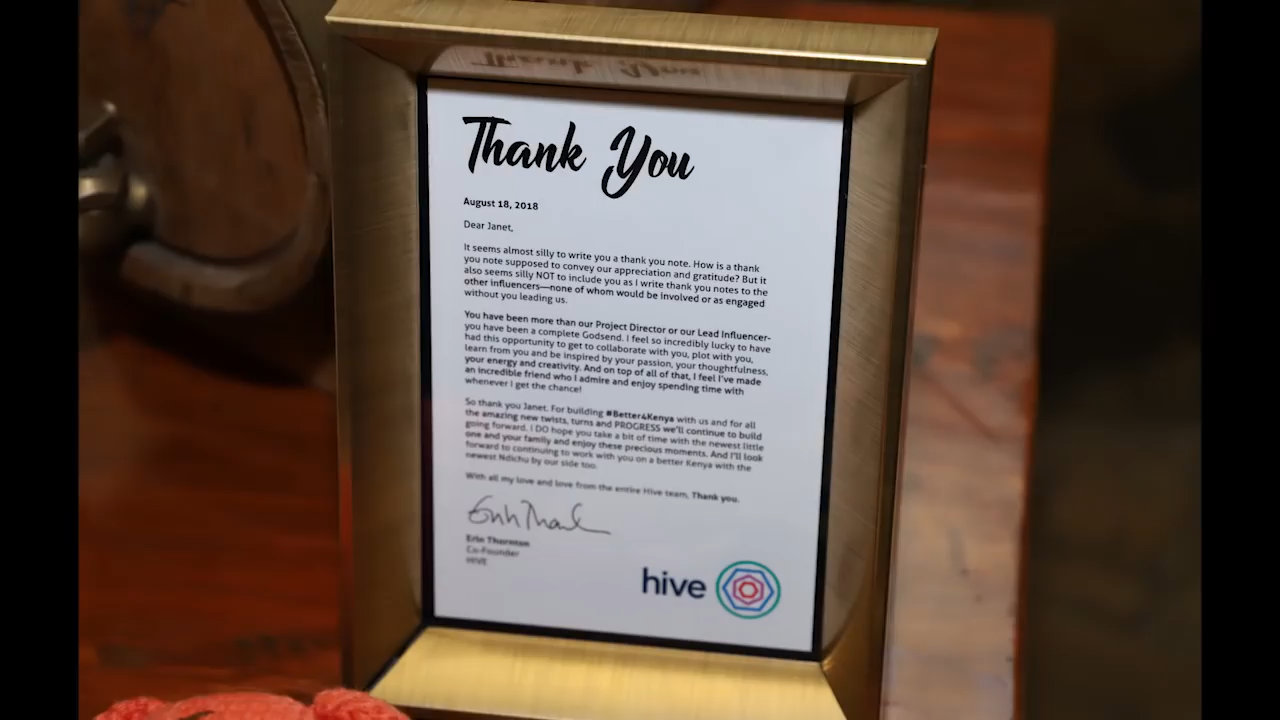 Thank You
August 18, 2018
Dear Janet,
It seems almost silly to write you a thank you note. How is a thank
you note supposed to convey our appreciation and gratitude? But it
also seems silly NOT to include you as I write thank you notes to the
other influencers—none of whom would be involved or as engaged
without you leading us.
You have been more than our Project Director or our Lead Influencer-
you have been a complete Godsend. I feel so incredibly lucky to have
had this opportunity to get to collaborate with you, plot with you,
learn from you and be inspired by your passion, your thoughtfulness,
your energy and creativity. And on top of all of that, I feel I've made
an incredible friend who I admire and enjoy spending time with
whenever I get the chance!
So thank you Janet. For building #Better4Kenya with us and for all
the amazing new twists, turns and PROGRESS we'll continue to build
going forward. I DO hope you take a bit of time with the newest little
one and your family and enjoy these precious moments. And I'll look
forward to continuing to work with you on a better Kenya with the
newest Ndichu by our side too.
With all my love and love from the entire Hive team, Thank you.
Erin Thornton
Co-Founder
HIVE
hive